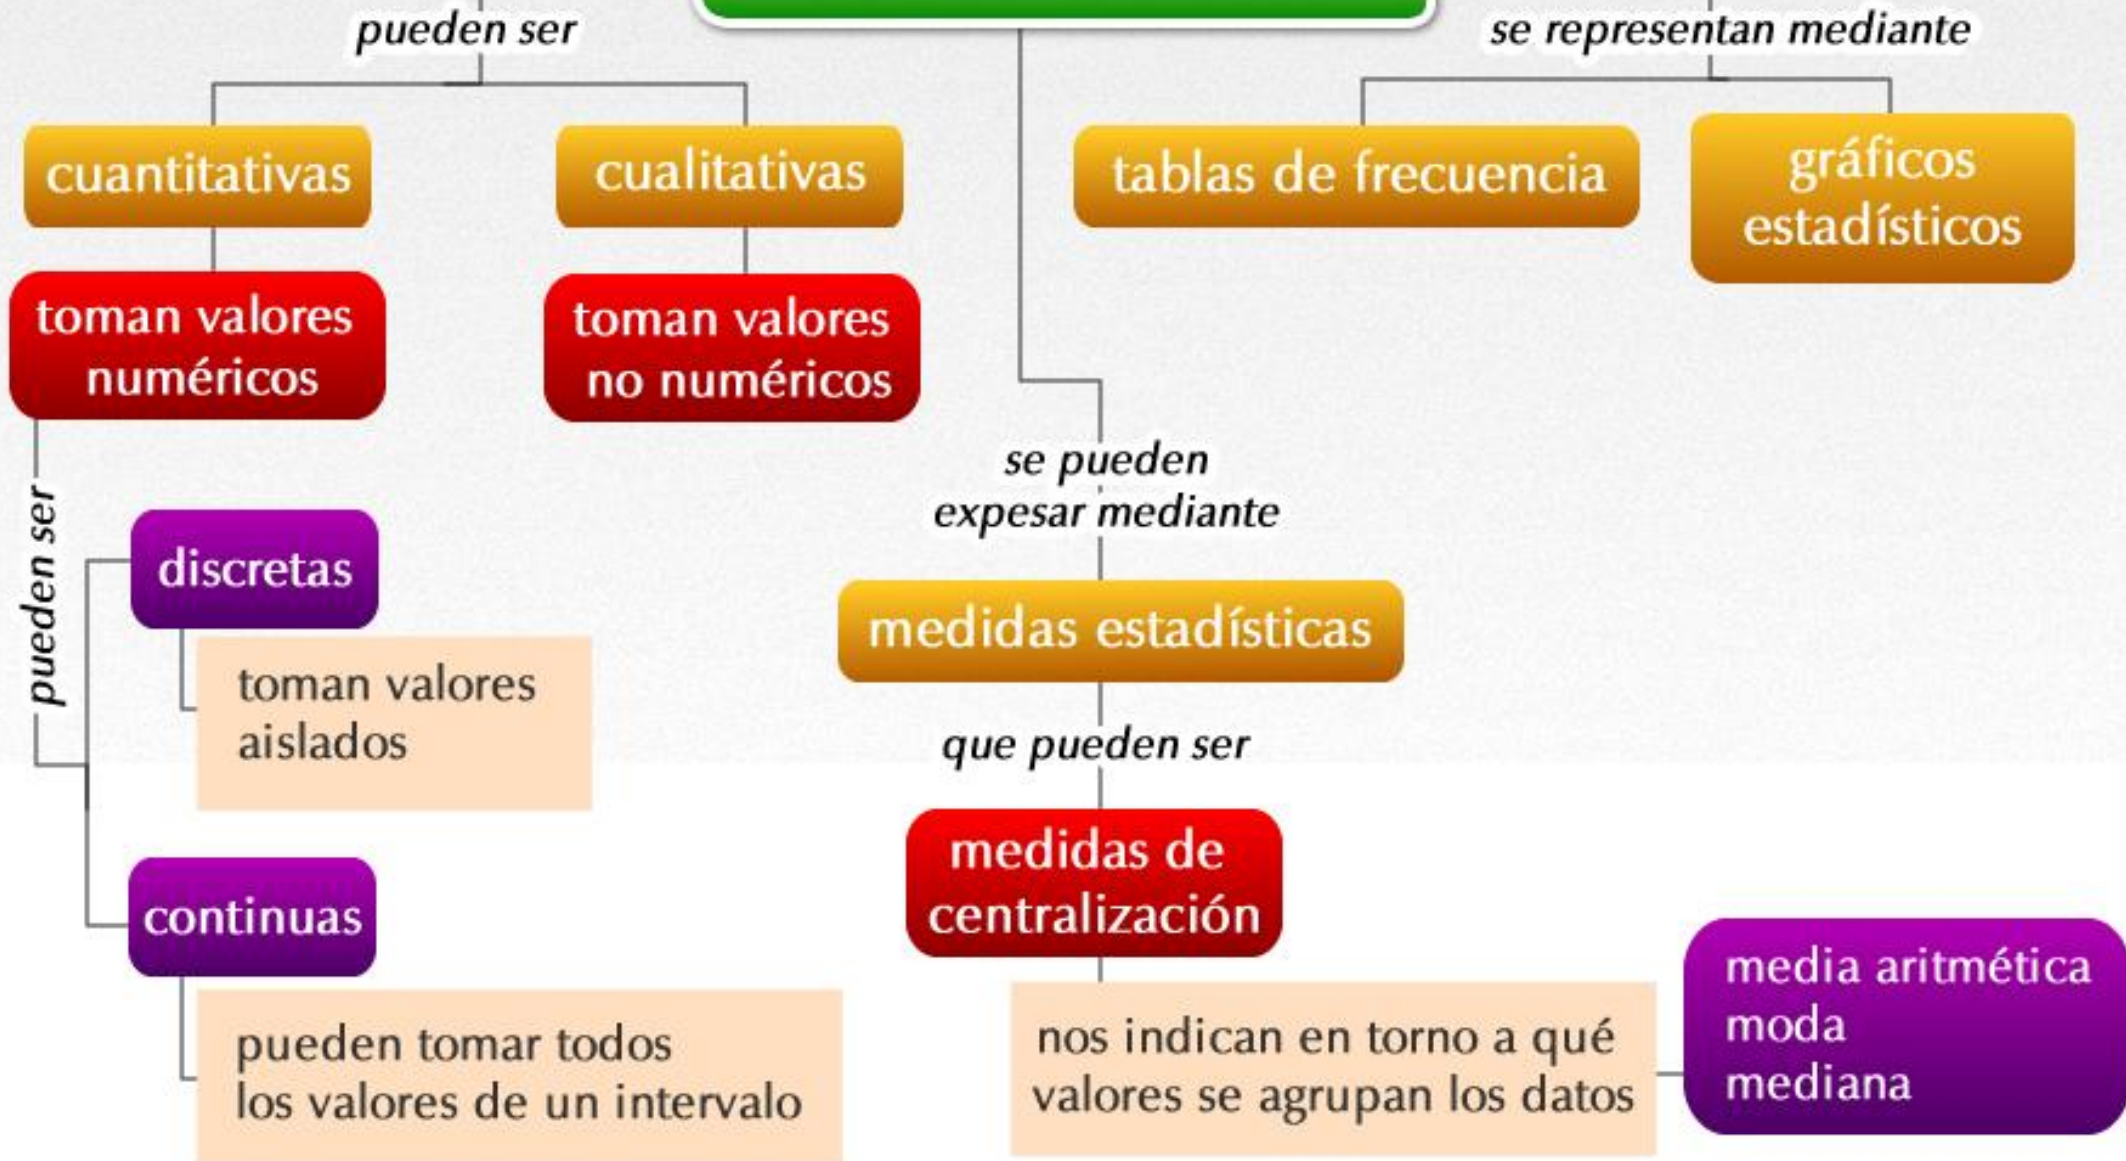 pueden ser
se representan mediante
cuantitativas
cualitativas
tablas de frecuencia
gráficos
estadísticos
toman valores
numéricos
toman valores
no numéricos
pueden ser
discretas
toman valores
aislados
continuas
pueden tomar todos
los valores de un intervalo
se pueden
expesar mediante
medidas estadísticas
que pueden ser
medidas de
centralización
nos indican en torno a qué
valores se agrupan los datos
media aritmética
moda
mediana